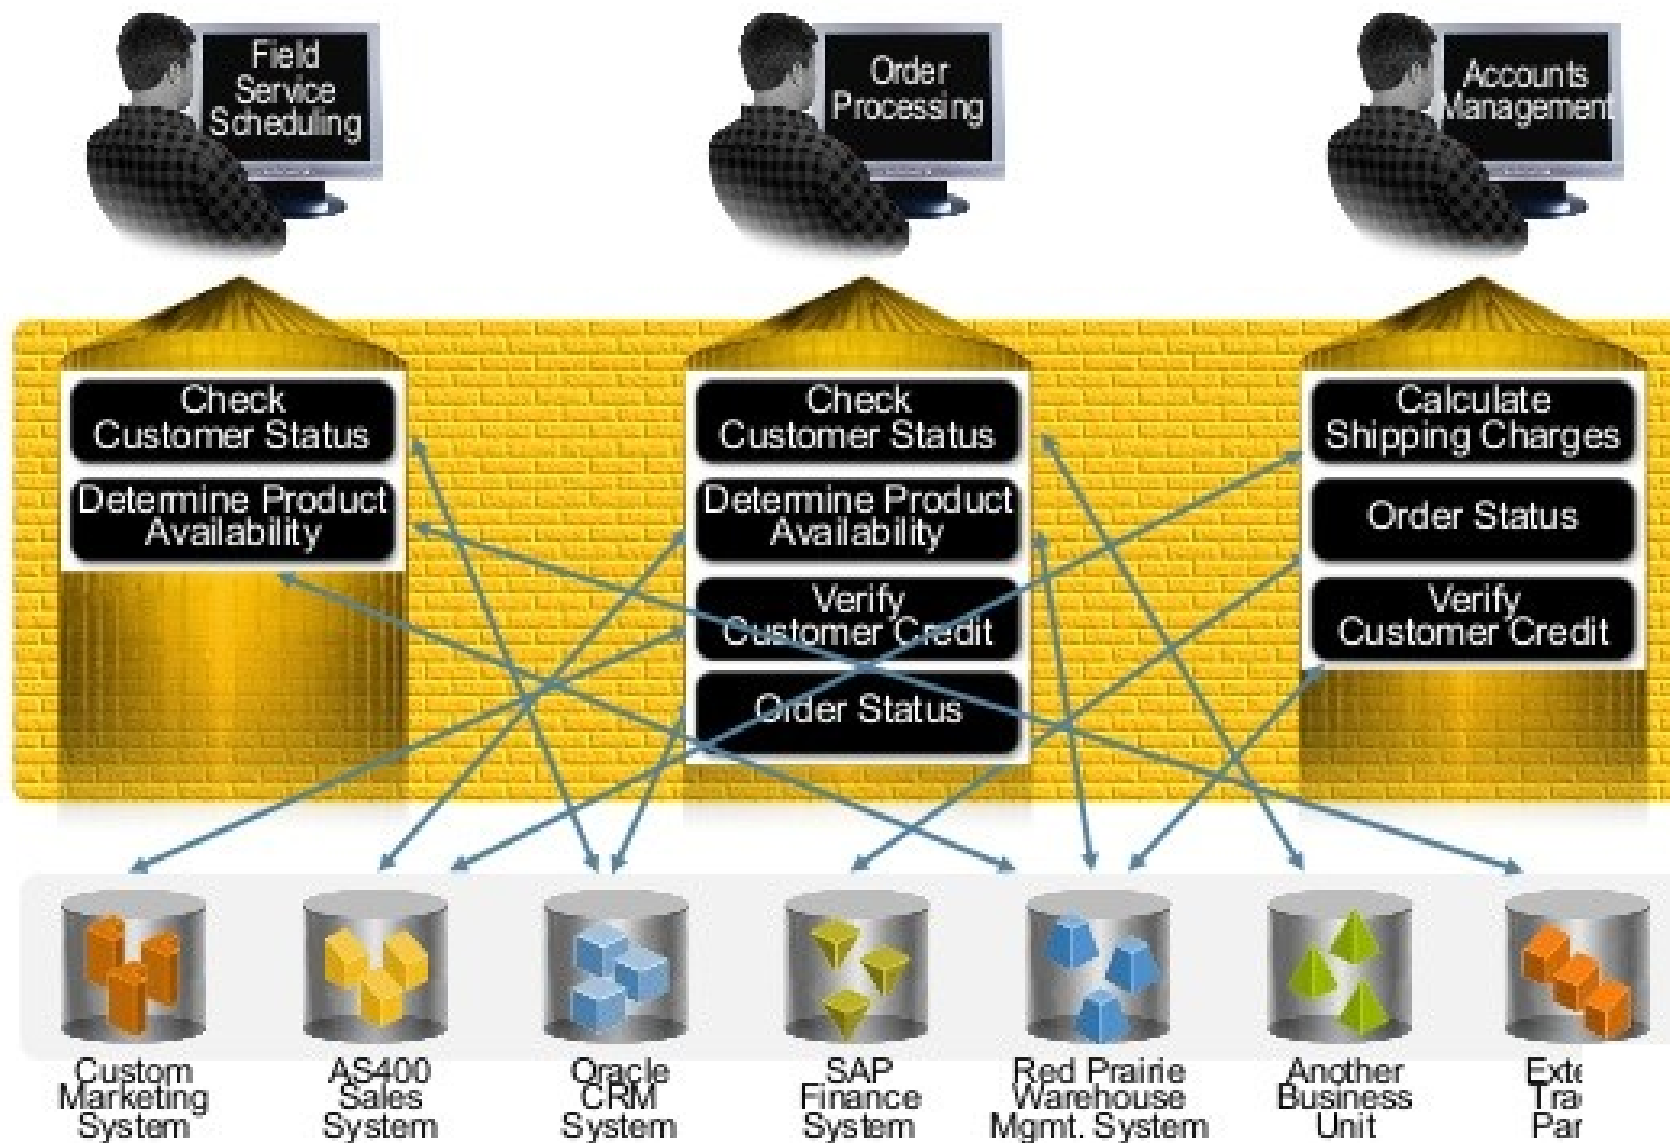 Field
Service
Scheduling
Order
Processing
Accounts
Management
Check
Customer Status
Determine Product
Availability
Check
Customer Status
Determine Product
Availability
Verify
Customer Credit
Order Status
Calculate
Shipping Charges
Order Status
Verify
Customer Credit
Custom
Marketing
System
AS400
Sales
System
Oracle
CRM
System
SAP
Finance
System
Red Prairie
Warehouse
Mgmt. System
Another
Business
Unit